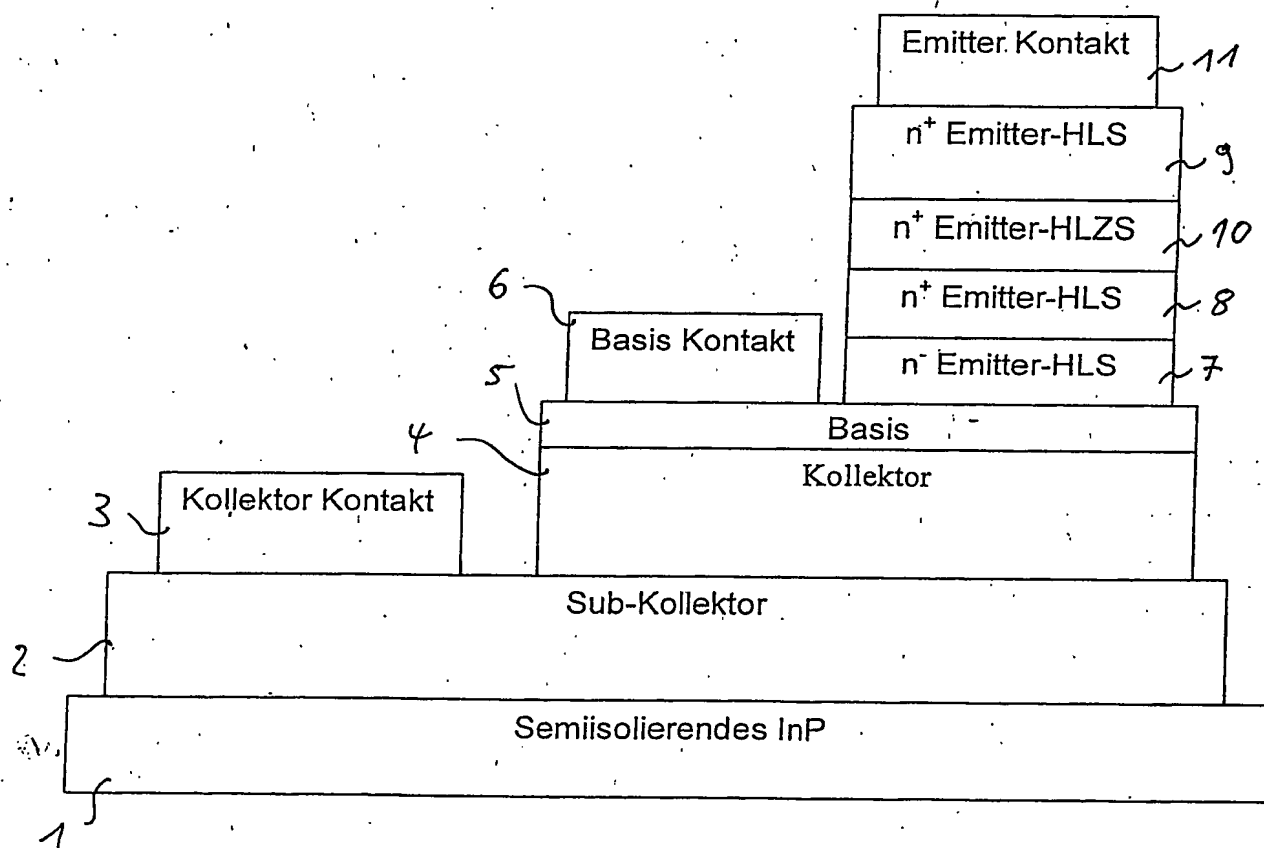 Emitter Kontakt
11
n⁺ Emitter-HLS
9
n⁺ Emitter-HLZS
10
n⁺ Emitter-HLS
8
n⁻ Emitter-HLS
7
6
Basis Kontakt
5
Basis
4
Kollektor
3
Kollektor Kontakt
Sub-Kollektor
2
Semiisolierendes InP
1